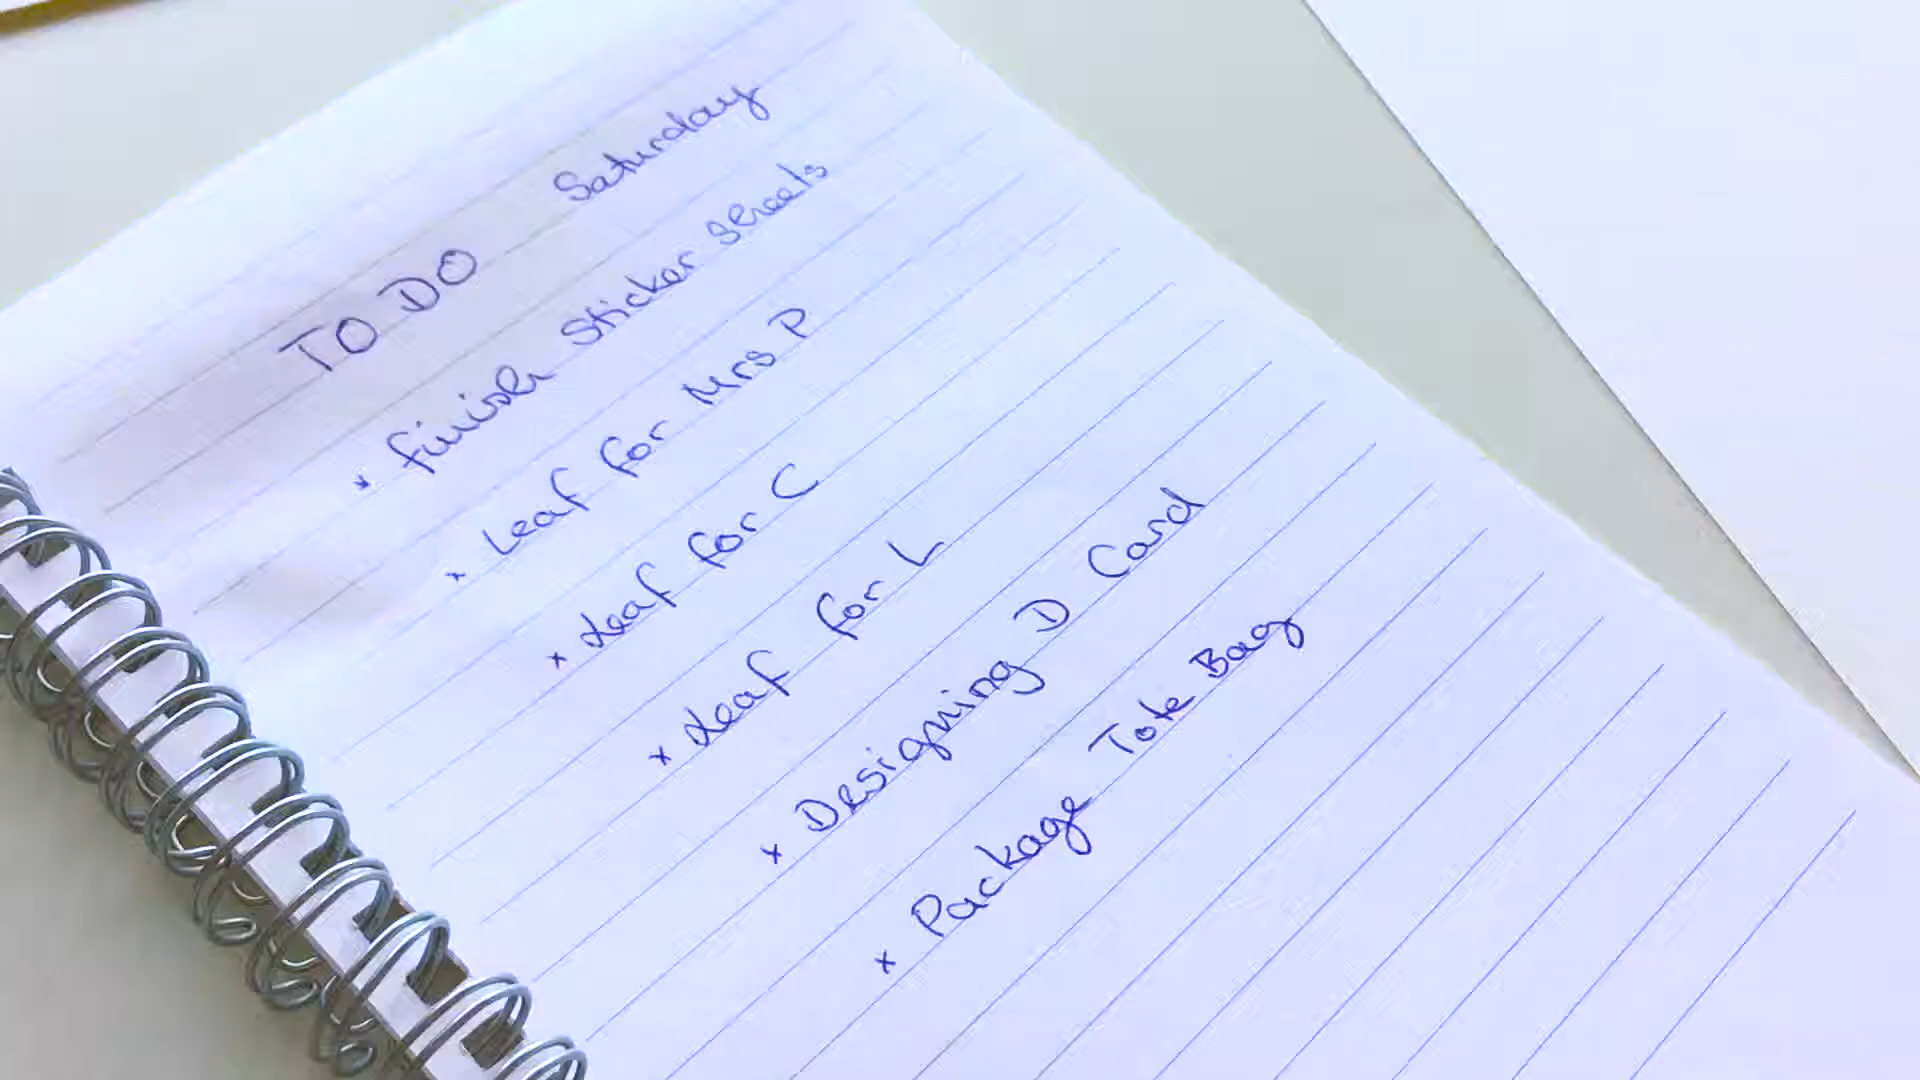 TO DO Saturday
x finish Sticker sheets
x Leaf for Mrs P
x Leaf for C
x Leaf for L
x Designing D Card
x Package Tote Bag